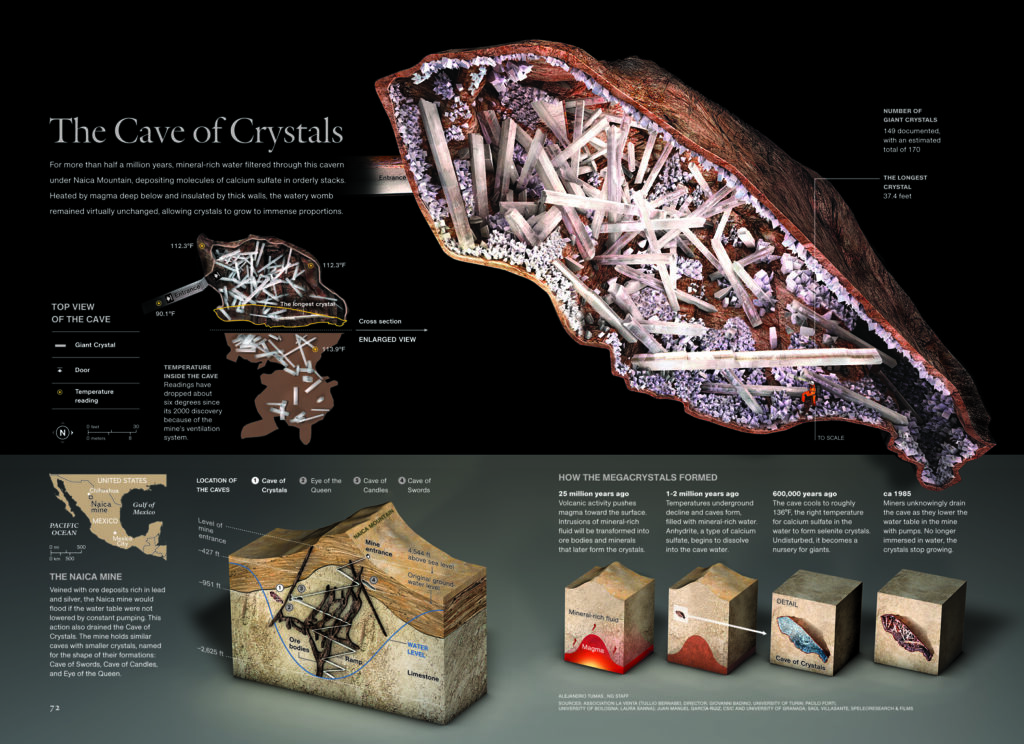 The Cave of Crystals
For more than half a million years, mineral-rich water filtered through this cavern
under Naica Mountain, depositing molecules of calcium sulfate in orderly stacks.
Heated by magma deep below and insulated by thick walls, the watery womb
remained virtually unchanged, allowing crystals to grow to immense proportions.
Entrance
NUMBER OF
GIANT CRYSTALS
149 documented,
with an estimated
total of 170
THE LONGEST
CRYSTAL
37.4 feet
TO SCALE
112.3°F
112.3°F
Entrance
90.1°F
The longest crystal
113.9°F
Cross section
ENLARGED VIEW
TOP VIEW
OF THE CAVE
Giant Crystal
Door
Temperature
reading
N
0 feet 30
0 meters 8
TEMPERATURE
INSIDE THE CAVE
Readings have
dropped about
six degrees since
its 2000 discovery
because of the
mine's ventilation
system.
UNITED STATES
Chihuahua
Naica
mine
Gulf of
Mexico
MEXICO
PACIFIC
OCEAN
Mexico
City
0 mi 500
0 km 500
THE NAICA MINE
Veined with ore deposits rich in lead
and silver, the Naica mine would
flood if the water table were not
lowered by constant pumping. This
action also drained the Cave of
Crystals. The mine holds similar
caves with smaller crystals, named
for the shape of their formations:
Cave of Swords, Cave of Candles,
and Eye of the Queen.
72
LOCATION OF
THE CAVES
1 Cave of
Crystals
2 Eye of the
Queen
3 Cave of
Candles
4 Cave of
Swords
Level of
mine
entrance
-427 ft
-951 ft
-2,625 ft
NAICA MOUNTAIN
Mine
entrance
4,544 ft
above sea level
Original ground
water level
1
2
3
4
Ore
bodies
Ramp
WATER
LEVEL
Limestone
HOW THE MEGACRYSTALS FORMED
25 million years ago
Volcanic activity pushes
magma toward the surface.
Intrusions of mineral-rich
fluid will be transformed into
ore bodies and minerals
that later form the crystals.
1-2 million years ago
Temperatures underground
decline and caves form,
filled with mineral-rich water.
Anhydrite, a type of calcium
sulfate, begins to dissolve
into the cave water.
600,000 years ago
The cave cools to roughly
136°F, the right temperature
for calcium sulfate in the
water to form selenite crystals.
Undisturbed, it becomes a
nursery for giants.
ca 1985
Miners unknowingly drain
the cave as they lower the
water table in the mine
with pumps. No longer
immersed in water, the
crystals stop growing.
Mineral-rich fluid
Magma
DETAIL
Cave of Crystals
ALEJANDRO TUMAS, NG STAFF
SOURCES: ASSOCIATION LA VENTA (TULLIO BERNABEI, DIRECTOR; GIOVANNI BADINO, UNIVERSITY OF TURIN; PAOLO FORTI,
UNIVERSITY OF BOLOGNA; LAURA SANNA); JUAN MANUEL GARCÍA-RUIZ, CSIC AND UNIVERSITY OF GRANADA; SAÚL VILLASANTE, SPELEORESEARCH & FILMS